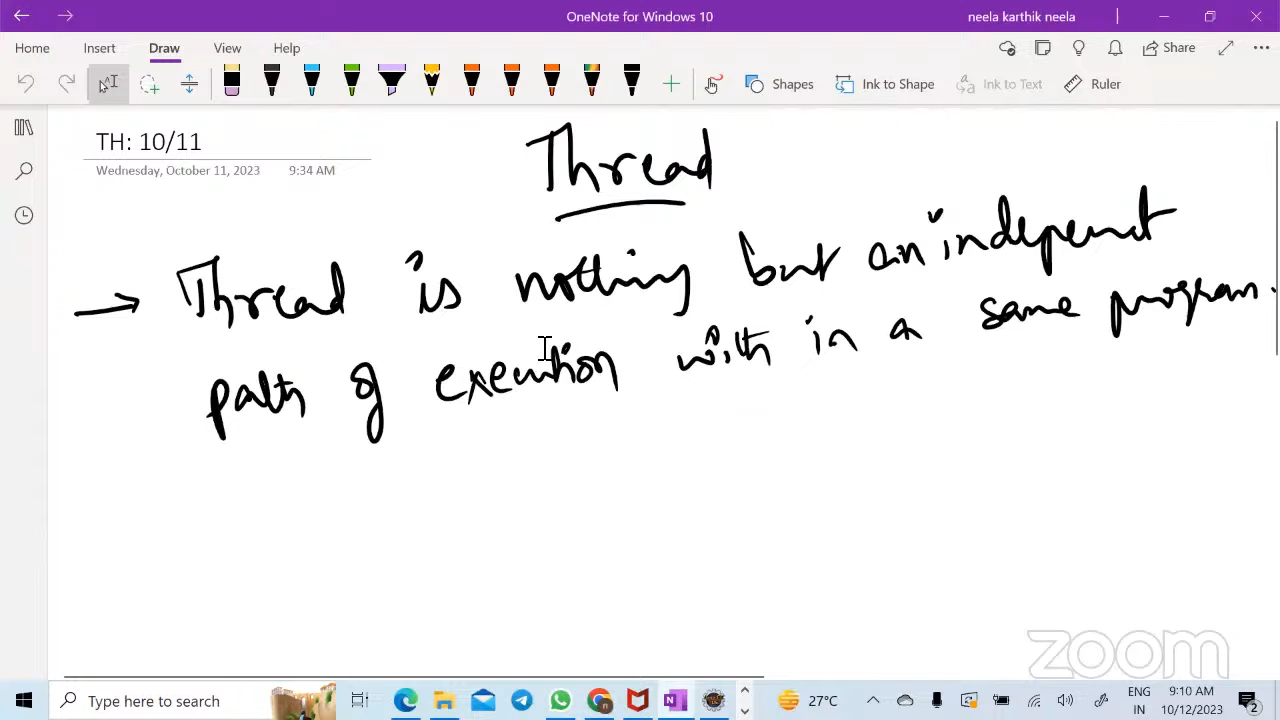 OneNote for Windows 10
neela karthik neela
Home Insert Draw View Help
Share
Shapes Ink to Shape Ink to Text Ruler
TH: 10/11
Wednesday, October 11, 2023 9:34 AM
Thread
→ Thread is nothing but an indepent
path of execution with in a same program.
zoom
Type here to search
27°C
ENG 9:10 AM
IN 10/12/2023
2